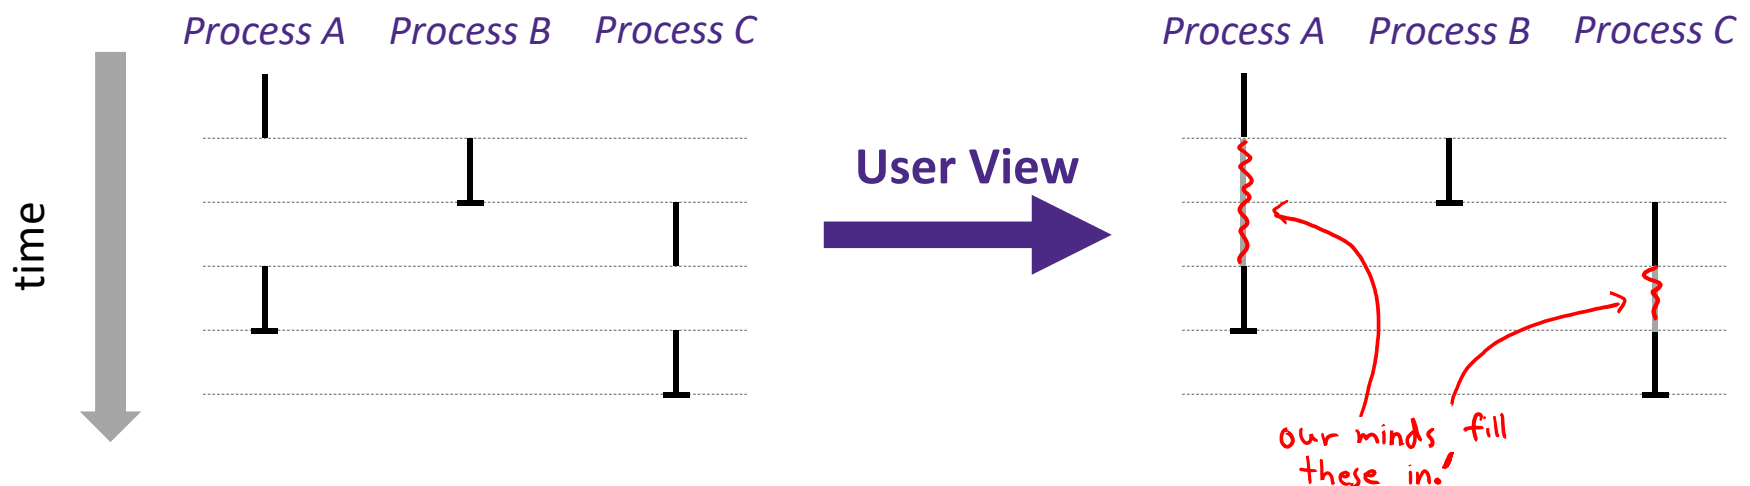 Process A Process B Process C
Process A Process B Process C
time
User View
our minds fill
these in!